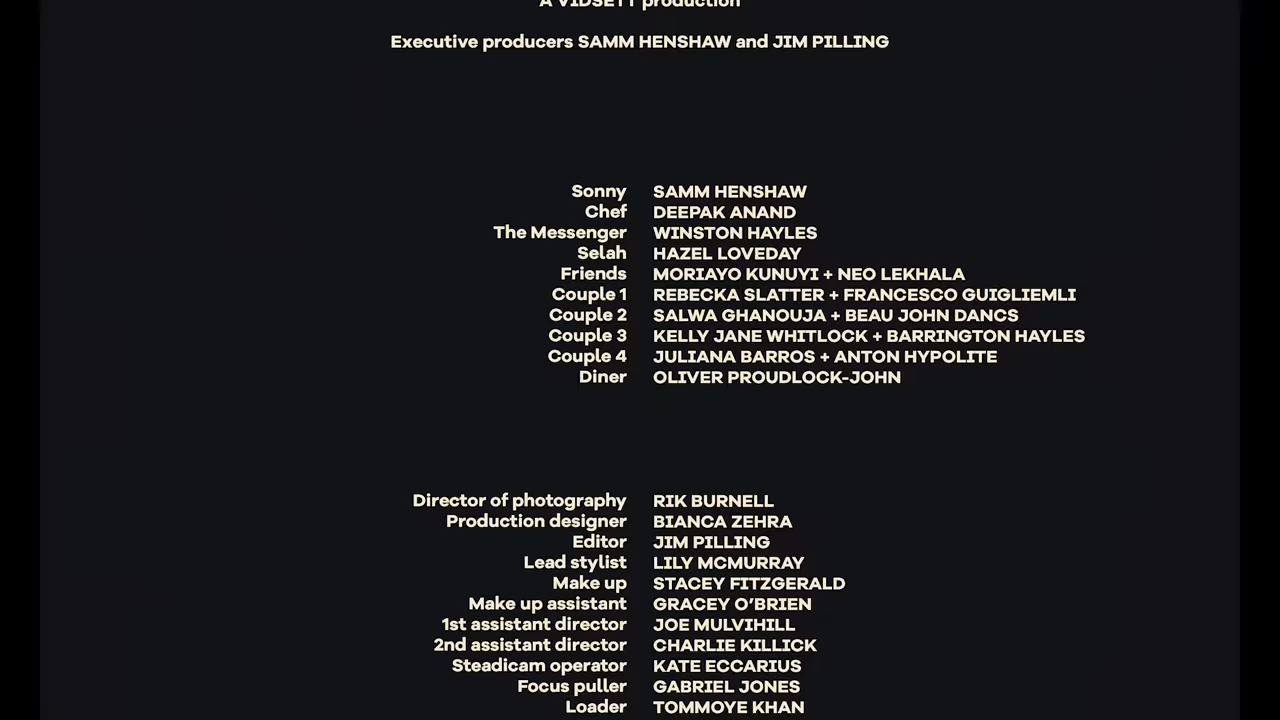 A VIDSETT production
Executive producers SAMM HENSHAW and JIM PILLING
Sonny SAMM HENSHAW
Chef DEEPAK ANAND
The Messenger WINSTON HAYLES
Selah HAZEL LOVEDAY
Friends MORIAYO KUNUYI + NEO LEKHALA
Couple 1 REBECKA SLATTER + FRANCESCO GUIGLIEMLI
Couple 2 SALWA GHANOUJA + BEAU JOHN DANCS
Couple 3 KELLY JANE WHITLOCK + BARRINGTON HAYLES
Couple 4 JULIANA BARROS + ANTON HYPOLITE
Diner OLIVER PROUDLOCK-JOHN
Director of photography RIK BURNELL
Production designer BIANCA ZEHRA
Editor JIM PILLING
Lead stylist LILY MCMURRAY
Make up STACEY FITZGERALD
Make up assistant GRACEY O’BRIEN
1st assistant director JOE MULVIHILL
2nd assistant director CHARLIE KILLICK
Steadicam operator KATE ECCARIUS
Focus puller GABRIEL JONES
Loader TOMMOYE KHAN